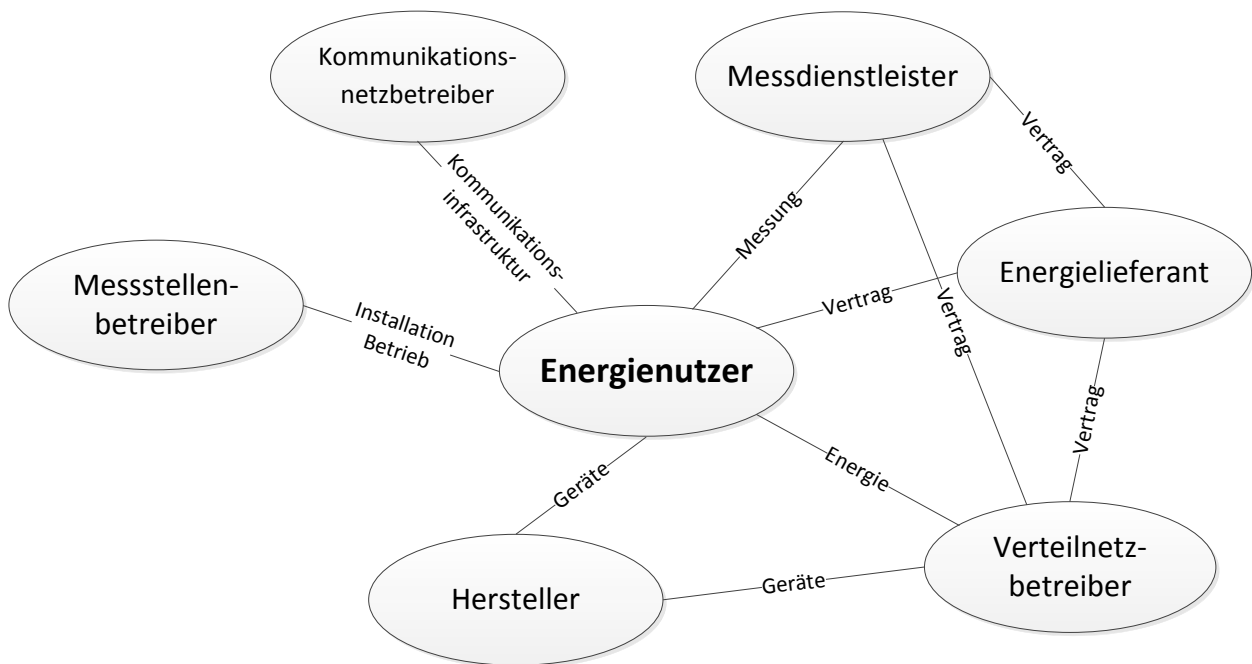 Kommunikations-
netzbetreiber
Messdienstleister
Vertrag
Kommunikations-
infrastruktur
Messung
Energielieferant
Messstellen-
betreiber
Installation
Betrieb
Vertrag
Vertrag
Energienutzer
Vertrag
Geräte
Energie
Verteilnetz-
betreiber
Hersteller
Geräte